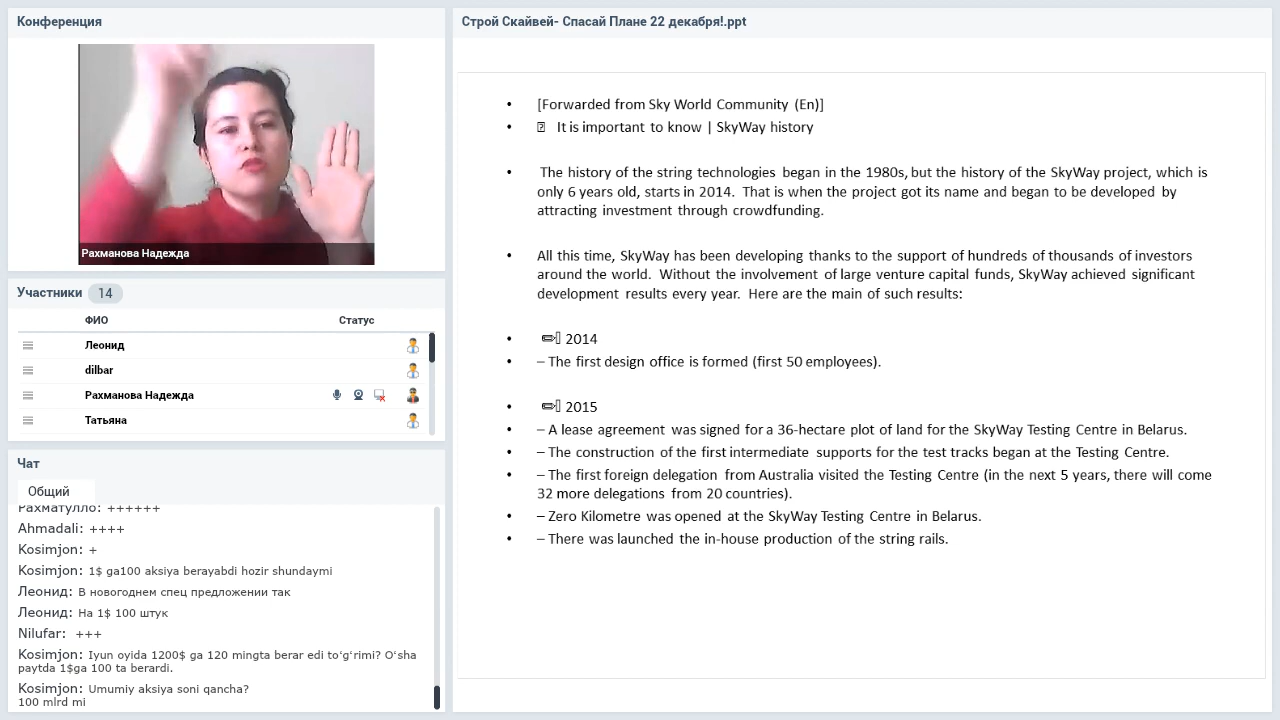 Конференция
Рахманова Надежда
Участники 14
ФИО Статус
Леонид
dilbar
Рахманова Надежда
Татьяна
Чат
Общий
Рахматулло: ++++++
Ahmadali: ++++
Kosimjon: +
Kosimjon: 1$ ga100 aksiya berayabdi hozir shundaymi
Леонид: В новогоднем спец предложении так
Леонид: На 1$ 100 штук
Nilufar: +++
Kosimjon: Iyun oyida 1200$ ga 120 mingta berar edi to‘g‘rimi? O‘sha
paytda 1$ga 100 ta berardi.
Kosimjon: Umumiy aksiya soni qancha?
100 mlrd mi
Строй Скайвей- Спасай Плане 22 декабря!.ppt
• [Forwarded from Sky World Community (En)]
• It is important to know | SkyWay history
• The history of the string technologies began in the 1980s, but the history of the SkyWay project, which is
only 6 years old, starts in 2014. That is when the project got its name and began to be developed by
attracting investment through crowdfunding.
• All this time, SkyWay has been developing thanks to the support of hundreds of thousands of investors
around the world. Without the involvement of large venture capital funds, SkyWay achieved significant
development results every year. Here are the main of such results:
• ✏ 2014
• – The first design office is formed (first 50 employees).
• ✏ 2015
• – A lease agreement was signed for a 36-hectare plot of land for the SkyWay Testing Centre in Belarus.
• – The construction of the first intermediate supports for the test tracks began at the Testing Centre.
• – The first foreign delegation from Australia visited the Testing Centre (in the next 5 years, there will come
32 more delegations from 20 countries).
• – Zero Kilometre was opened at the SkyWay Testing Centre in Belarus.
• – There was launched the in-house production of the string rails.